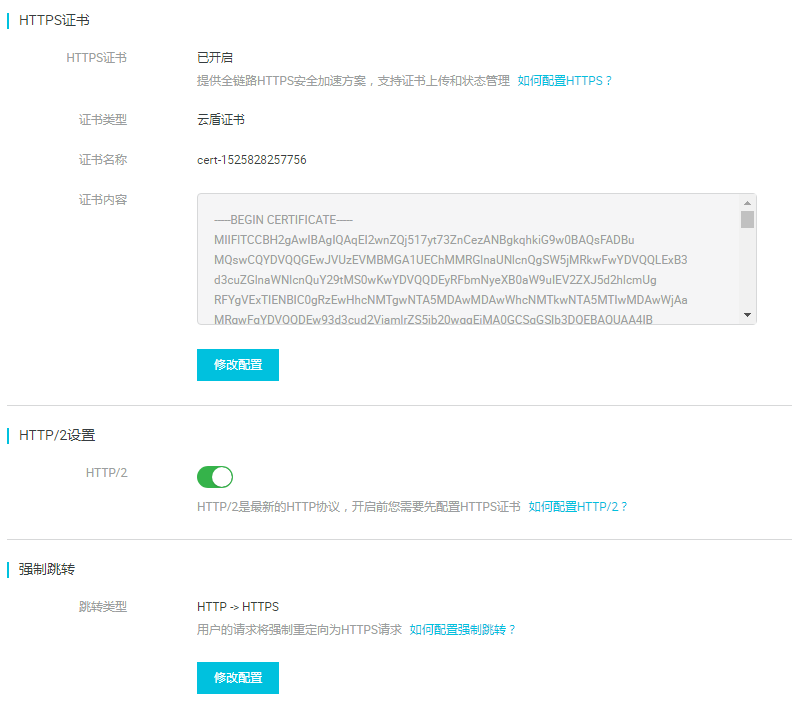 HTTPS证书
HTTPS证书 已开启
提供全链路HTTPS安全加速方案，支持证书上传和状态管理 如何配置HTTPS？
证书类型 云盾证书
证书名称 cert-1525828257756
证书内容
-----BEGIN CERTIFICATE-----
MIIFITCCBH2gAwIBAgIQAqEI2wnZQj517yt73ZnCezANBgkqhkiG9w0BAQsFADBu
MQswCQYDVQQGEwJVUzEVMBMGA1UEChMMRGlnaUNlcnQgSW5jMRkwFwYDVQQLExB3
d3cuZGlnaWNlcnQuY29tMS0wKwYDVQQDEyRFbmNyeXB0aW9uIEV2ZXJ5d2hlcmUg
RFYgVExTIENBIC0gRzEwHhcNMTgwNTA5MDAwMDAwWhcNMTkwNTA5MTIwMDAwWjAa
MRgwFgYDVQQDEw93d3cud2VjamlrZS5jb20wggEiMA0GCSqGSIb3DQEBAQUAA4IB
修改配置
HTTP/2设置
HTTP/2
HTTP/2是最新的HTTP协议，开启前您需要先配置HTTPS证书 如何配置HTTP/2？
强制跳转
跳转类型 HTTP -> HTTPS
用户的请求将强制重定向为HTTPS请求 如何配置强制跳转？
修改配置